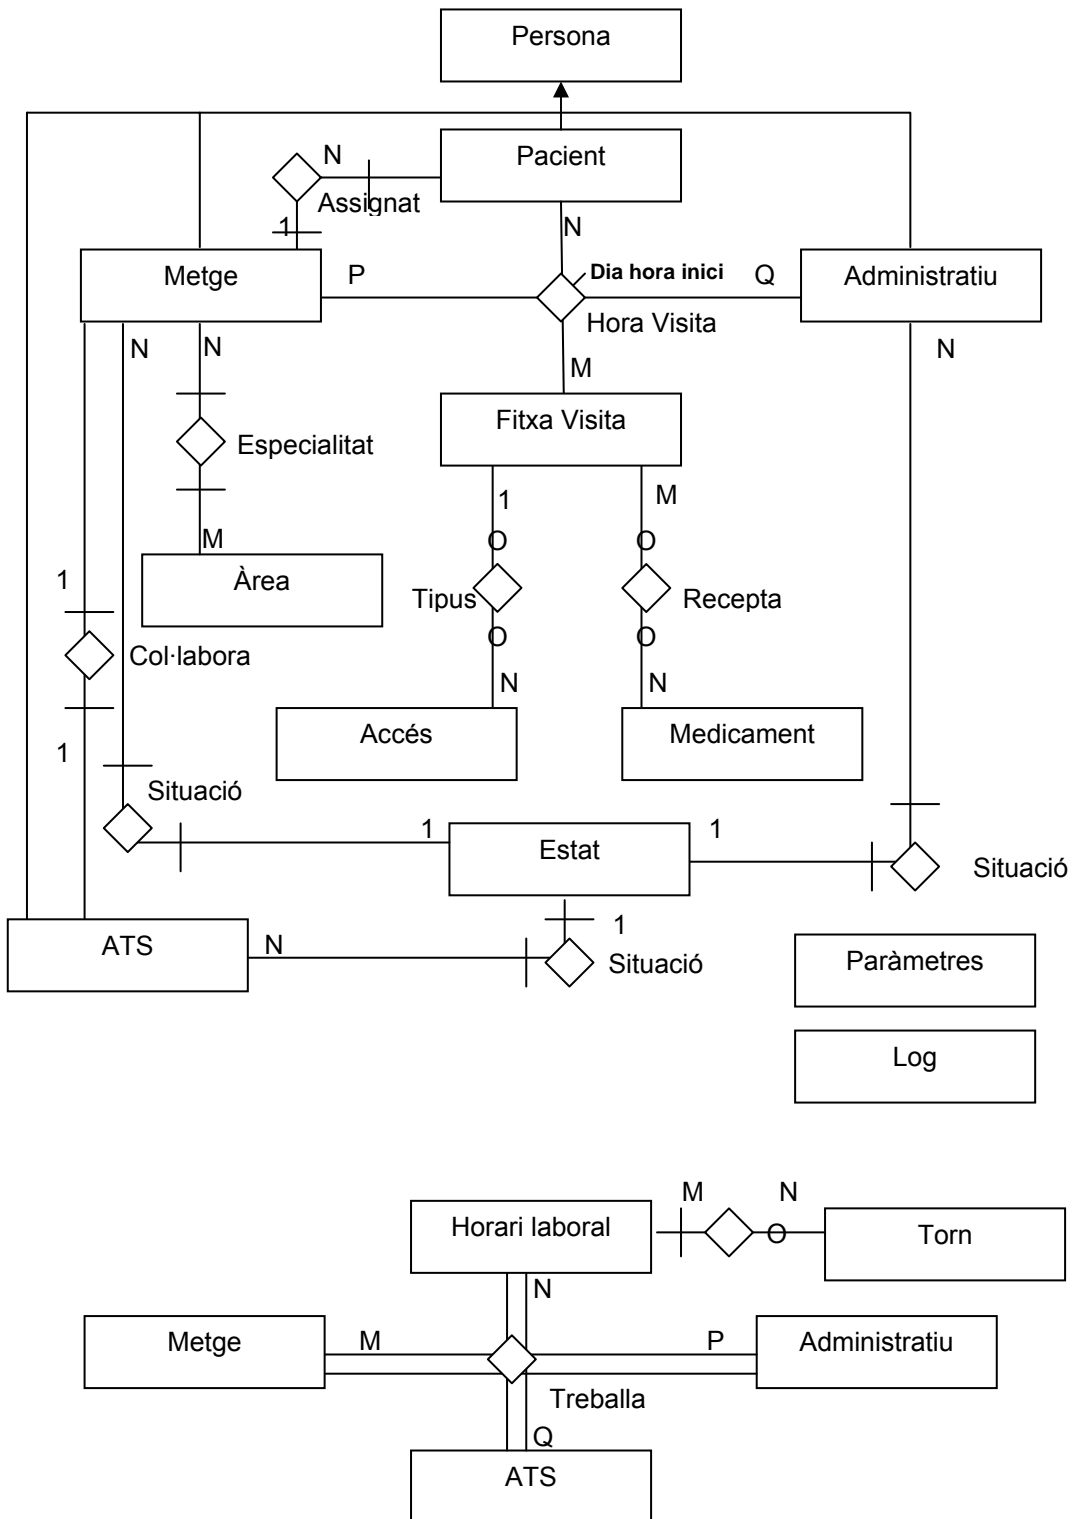 Persona
Pacient
N
Assignat
1
N
Metge
P
Dia hora inici
Q
Administratiu
Hora Visita
N
N
M
N
Fitxa Visita
Especialitat
1
M
M
O
O
Àrea
1
Tipus
Recepta
O
O
Col·labora
N
N
Accés
Medicament
1
Situació
1
Estat
1
Situació
ATS
N
1
Situació
Paràmetres
Log
M
N
Horari laboral
O
Torn
N
Metge
M
P
Administratiu
Treballa
Q
ATS